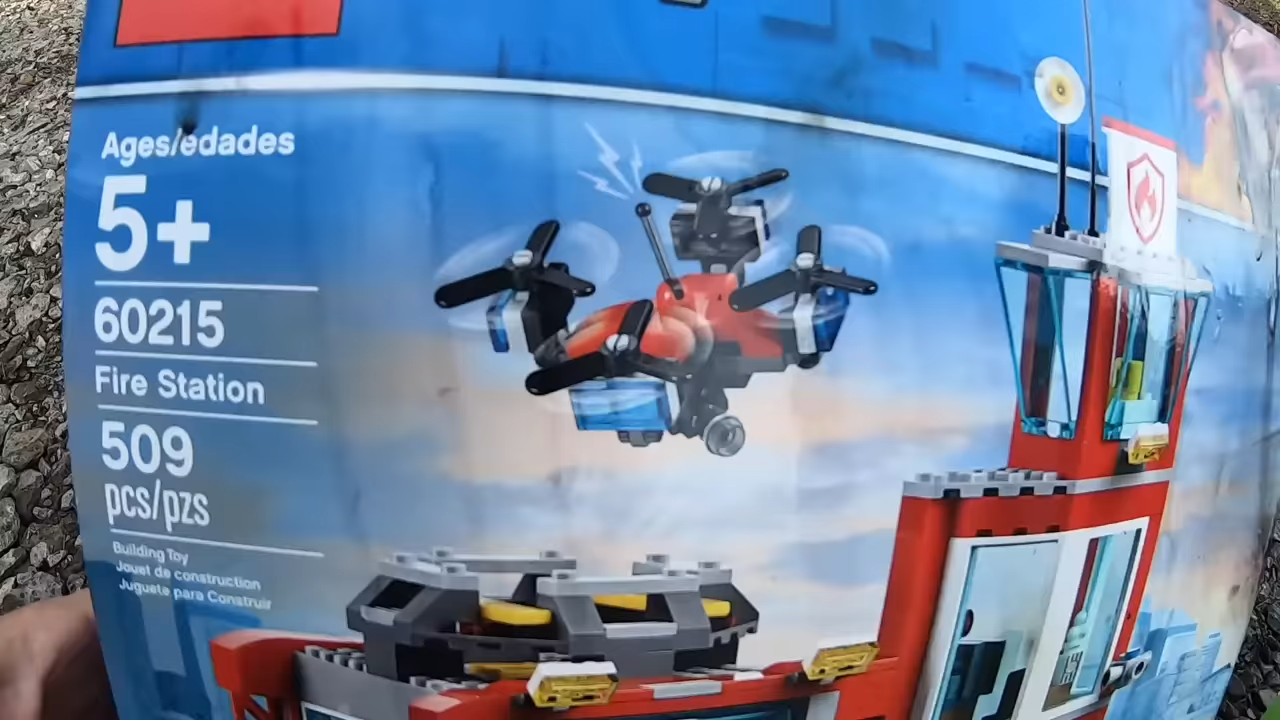 Ages/edades
5+
60215
Fire Station
509
pcs/pzs
Building Toy
Jouet de construction
Juguete para Construir